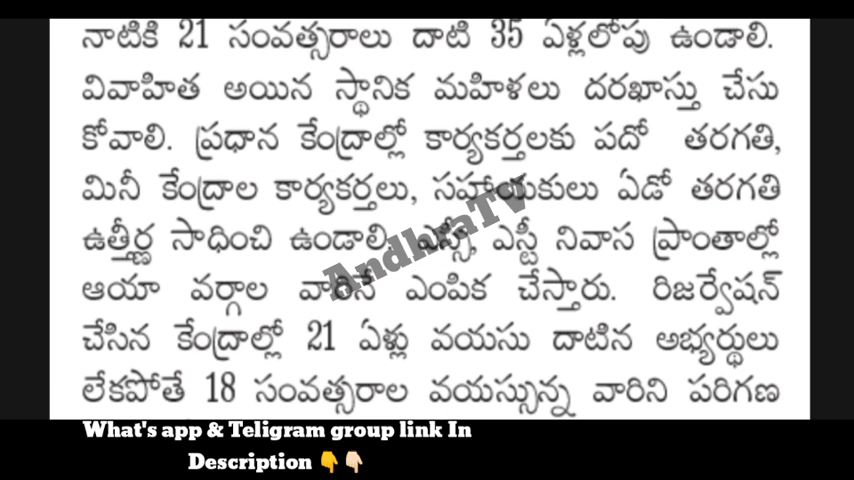 నాటికి 21 సంవత్సరాలు దాటి 35 ఏళ్లలోపు ఉండాలి.
వివాహిత అయిన స్థానిక మహిళలు దరఖాస్తు చేసు
కోవాలి. ప్రధాన కేంద్రాల్లో కార్యకర్తలకు పదో తరగతి,
మినీ కేంద్రాల కార్యకర్తలు, సహాయకులు ఏడో తరగతి
ఉత్తీర్ణ సాధించి ఉండాలి. ఎస్సీ, ఎస్టీ నివాస ప్రాంతాల్లో
ఆయా వర్గాల వారినే ఎంపిక చేస్తారు. రిజర్వేషన్
చేసిన కేంద్రాల్లో 21 ఏళ్లు వయసు దాటిన అభ్యర్థులు
లేకపోతే 18 సంవత్సరాల వయస్సున్న వారిని పరిగణ
AndhraTV
What's app & Teligram group link In
Description 👇👇🏻